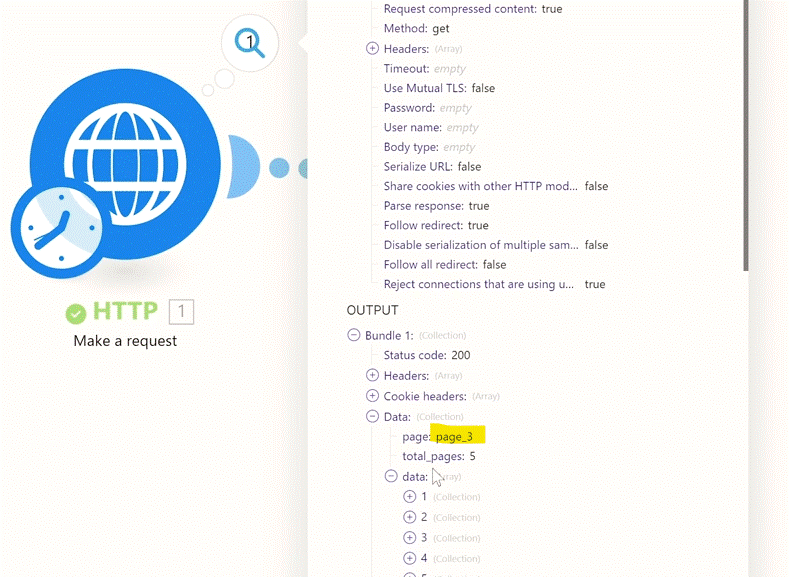 1
Request compressed content: true
Method: get
Headers: (Array)
Timeout: empty
Use Mutual TLS: false
Password: empty
User name: empty
Body type: empty
Serialize URL: false
Share cookies with other HTTP mod... false
Parse response: true
Follow redirect: true
Disable serialization of multiple sam... false
Follow all redirect: false
Reject connections that are using u... true
HTTP 1
Make a request
OUTPUT
Bundle 1: (Collection)
Status code: 200
Headers: (Array)
Cookie headers: (Array)
Data: (Collection)
page: page_3
total_pages: 5
data:
1 (Collection)
2 (Collection)
3 (Collection)
4 (Collection)